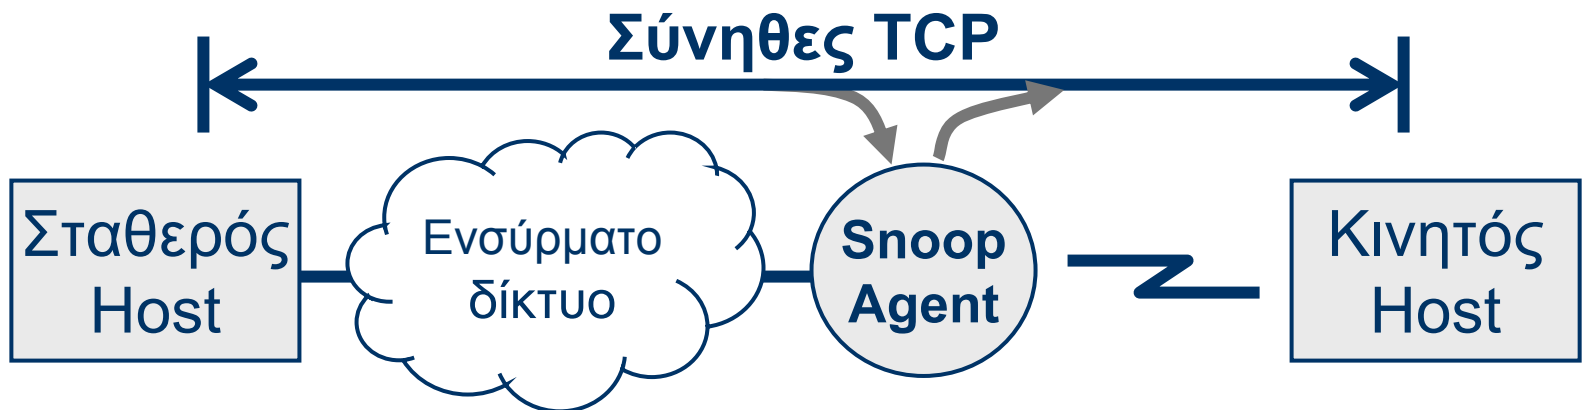 Σύνηθες TCP
Σταθερός
Host
Ενσύρματο
δίκτυο
Snoop
Agent
Κινητός
Host